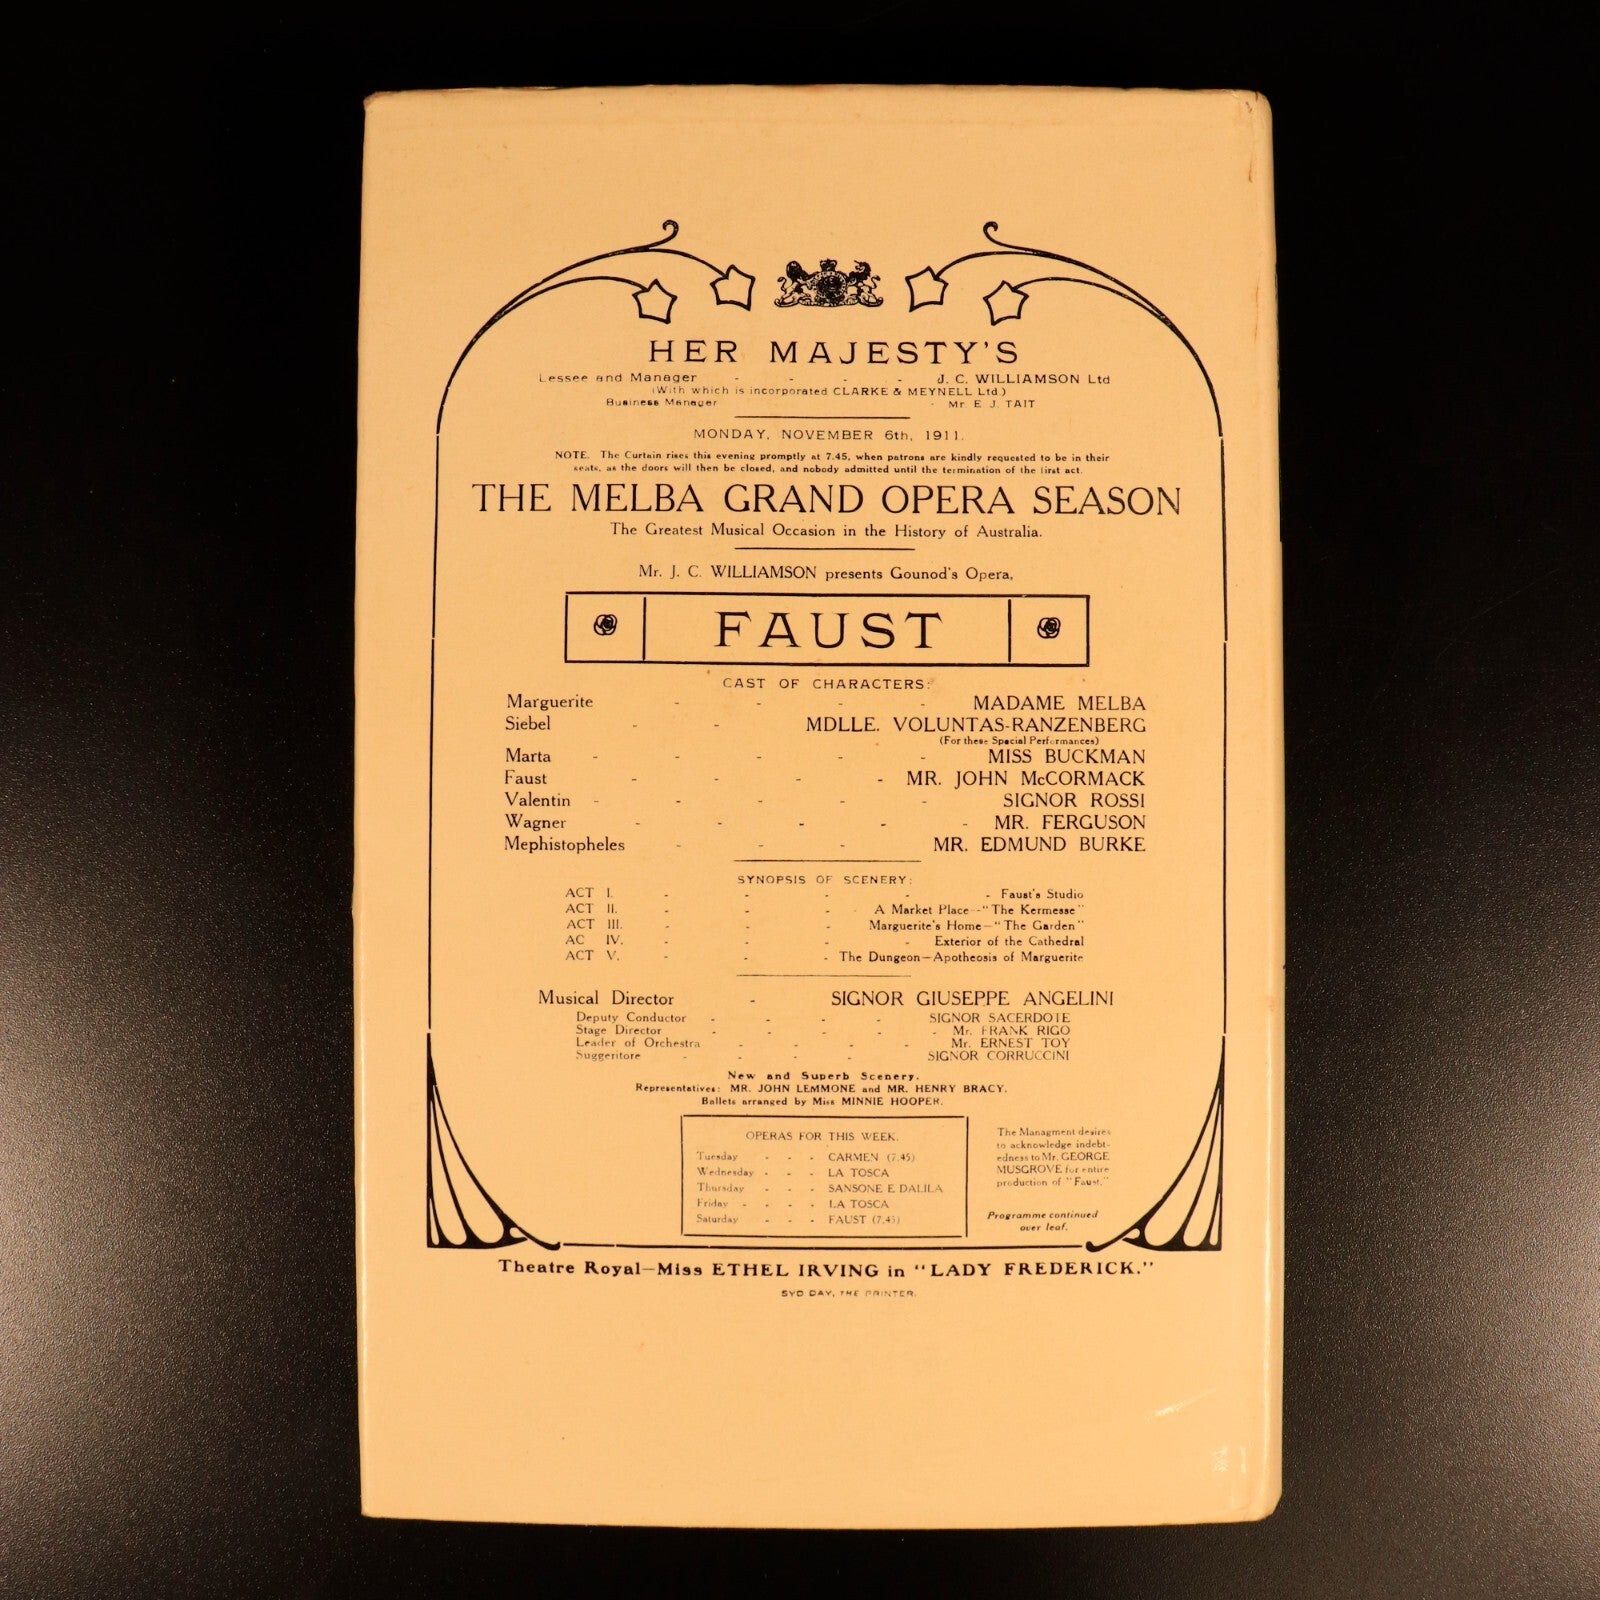 HER MAJESTY'S
Lessee and Manager - - - - J. C. WILLIAMSON Ltd
(With which is incorporated CLARKE & MEYNELL Ltd.)
Business Manager - Mr E J. TAIT
MONDAY, NOVEMBER 6th, 1911.
NOTE. The Curtain rises this evening promptly at 7.45, when patrons are kindly requested to be in their
seats, as the doors will then be closed, and nobody admitted until the termination of the first act.
THE MELBA GRAND OPERA SEASON
The Greatest Musical Occasion in the History of Australia.
Mr. J. C. WILLIAMSON presents Gounod's Opera,
FAUST
CAST OF CHARACTERS:
Marguerite - - - - MADAME MELBA
Siebel - - MDLLE. VOLUNTAS-RANZENBERG
(For these Special Performances)
Marta - - - - - MISS BUCKMAN
Faust - - - - MR. JOHN McCORMACK
Valentin - - - - - SIGNOR ROSSI
Wagner - - - - - MR. FERGUSON
Mephistopheles - - - MR. EDMUND BURKE
SYNOPSIS OF SCENERY:
ACT I. - - - - Faust's Studio
ACT II. - - - - A Market Place--"The Kermesse"
ACT III. - - - Marguerite's Home—"The Garden"
AC IV. - - - - Exterior of the Cathedral
ACT V. - - - The Dungeon—Apotheosis of Marguerite
Musical Director - SIGNOR GIUSEPPE ANGELINI
Deputy Conductor - - - SIGNOR SACERDOTE
Stage Director - - - - Mr. FRANK RIGO
Leader of Orchestra - - - - Mr. ERNEST TOY
Suggeritore - - - - SIGNOR CORRUCCINI
New and Superb Scenery.
Representatives: MR. JOHN LEMMONE and MR. HENRY BRACY.
Ballets arranged by Miss MINNIE HOOPER.
OPERAS FOR THIS WEEK.
Tuesday - - - CARMEN (7.45)
Wednesday - - - LA TOSCA
Thursday - - - SANSONE E DALILA
Friday - - - - LA TOSCA
Saturday - - - FAUST (7.45)
The Managment desires
to acknowledge indebt-
edness to Mr. GEORGE
MUSGROVE for entire
production of "Faust."
Programme continued
over leaf.
Theatre Royal—Miss ETHEL IRVING in "LADY FREDERICK."
SYD DAY, THE PRINTER.